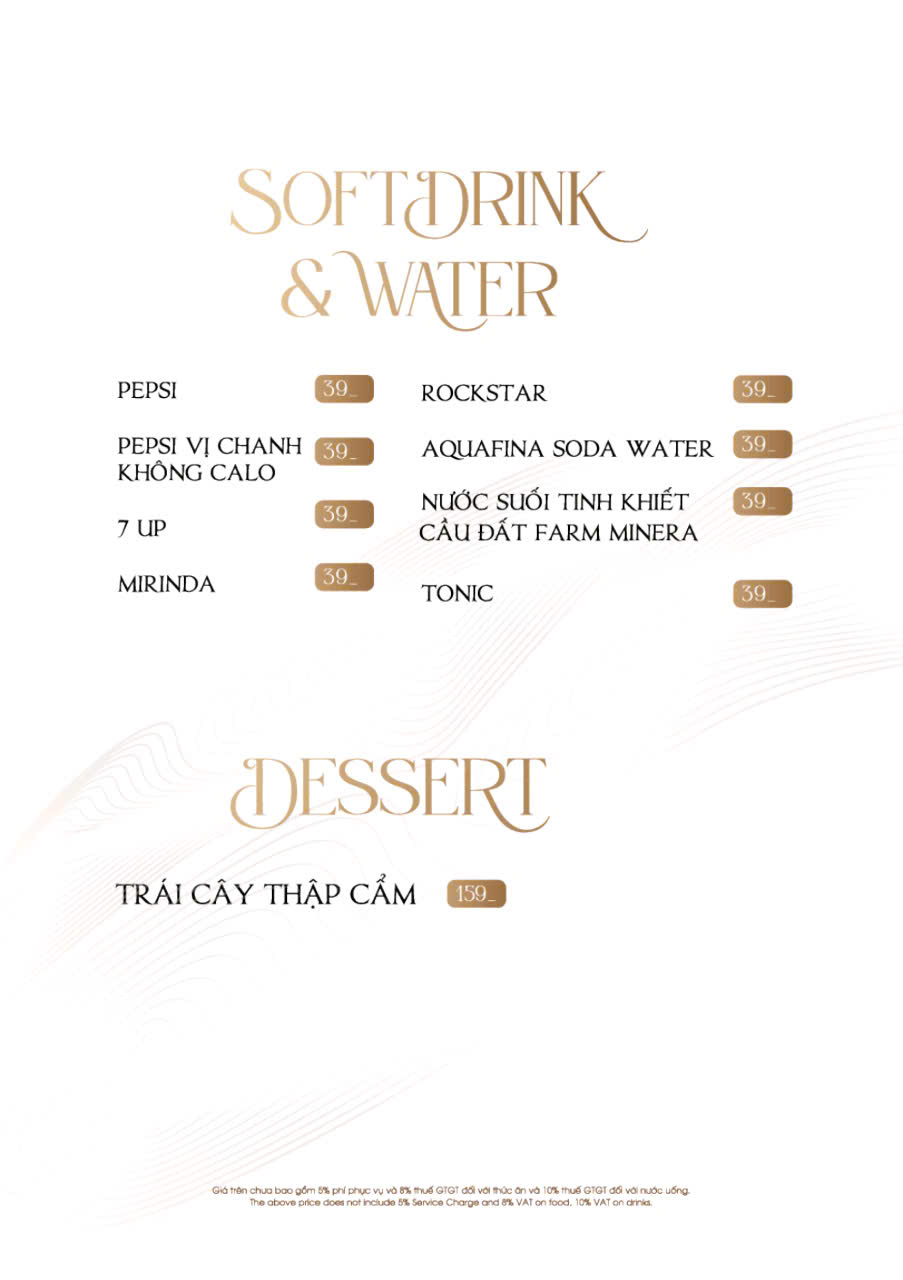 SOFTDRINK
& WATER
PEPSI 39_
PEPSI VỊ CHANH
KHÔNG CALO 39_
7 UP 39_
MIRINDA 39_
ROCKSTAR 39_
AQUAFINA SODA WATER 39_
NƯỚC SUỐI TINH KHIẾT 39_
CẦU ĐẤT FARM MINERA
TONIC 39_
DESSERT
TRÁI CÂY THẬP CẨM 159_
Giá trên chưa bao gồm 5% phí phục vụ và 8% thuế GTGT đối với thức ăn và 10% thuế GTGT đối với nước uống.
The above price does not include 5% Service Charge and 8% VAT on food, 10% VAT on drinks.